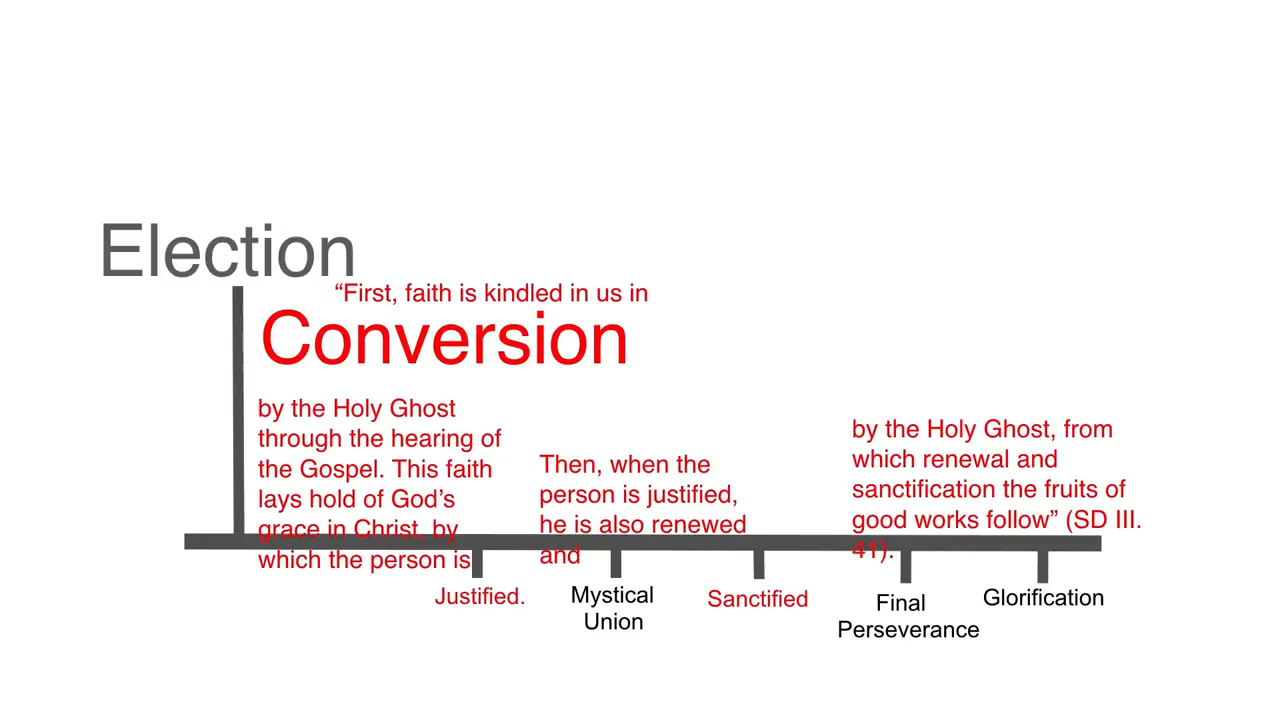 Election
“First, faith is kindled in us in
Conversion
by the Holy Ghost
through the hearing of
the Gospel. This faith
lays hold of God’s
grace in Christ, by
which the person is
Justified.
Then, when the
person is justified,
he is also renewed
and
Mystical
Union
Sanctified
by the Holy Ghost, from
which renewal and
sanctification the fruits of
good works follow” (SD III.
41).
Final
Perseverance
Glorification